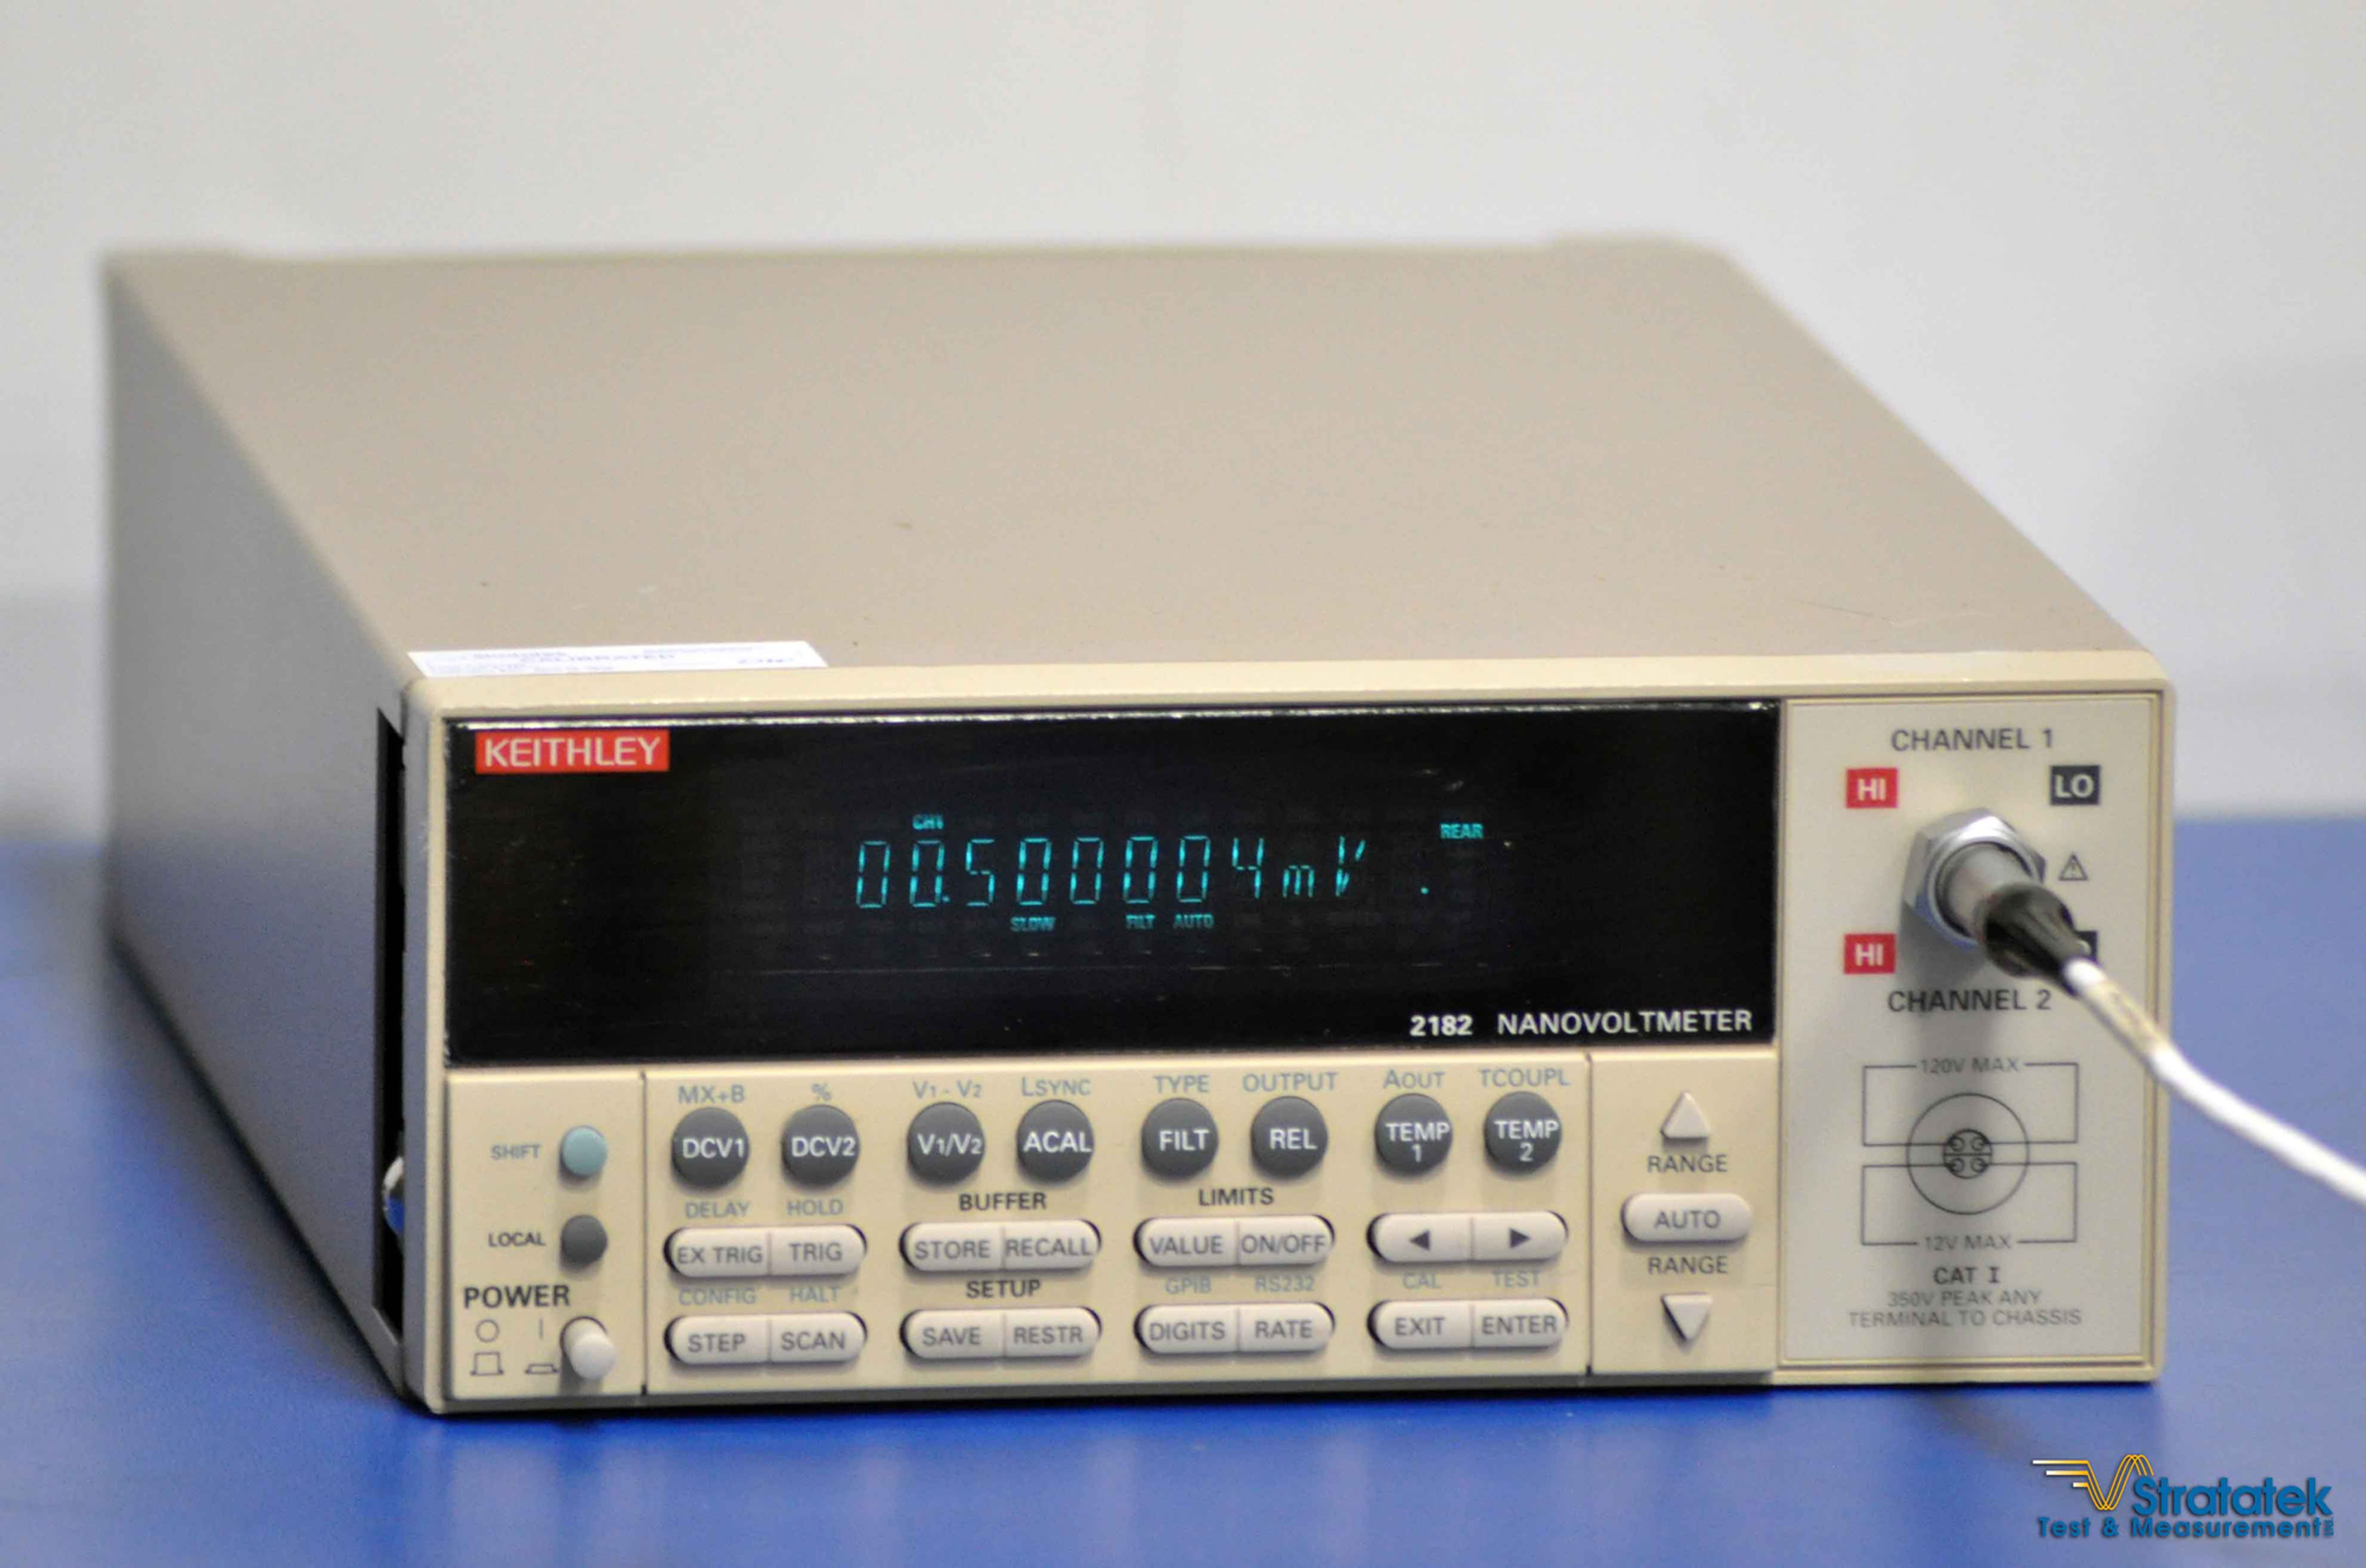 CALIBRATED
KEITHLEY
CH1
REAR
00.500004mV
SLOW FILT AUTO
2182 NANOVOLTMETER
CHANNEL 1
HI LO
HI
CHANNEL 2
120V MAX
12V MAX
CAT I
350V PEAK ANY
TERMINAL TO CHASSIS
MX+B % V1 - V2 LSYNC TYPE OUTPUT AOUT TCOUPL
SHIFT DCV1 DCV2 V1/V2 ACAL FILT REL TEMP 1 TEMP 2
DELAY HOLD BUFFER LIMITS RANGE
LOCAL EX TRIG TRIG STORE RECALL VALUE ON/OFF ◄ ► AUTO
POWER CONFIG HALT SETUP GPIB RS232 CAL TEST RANGE
O | STEP SCAN SAVE RESTR DIGITS RATE EXIT ENTER
Stratatek
Test & Measurement